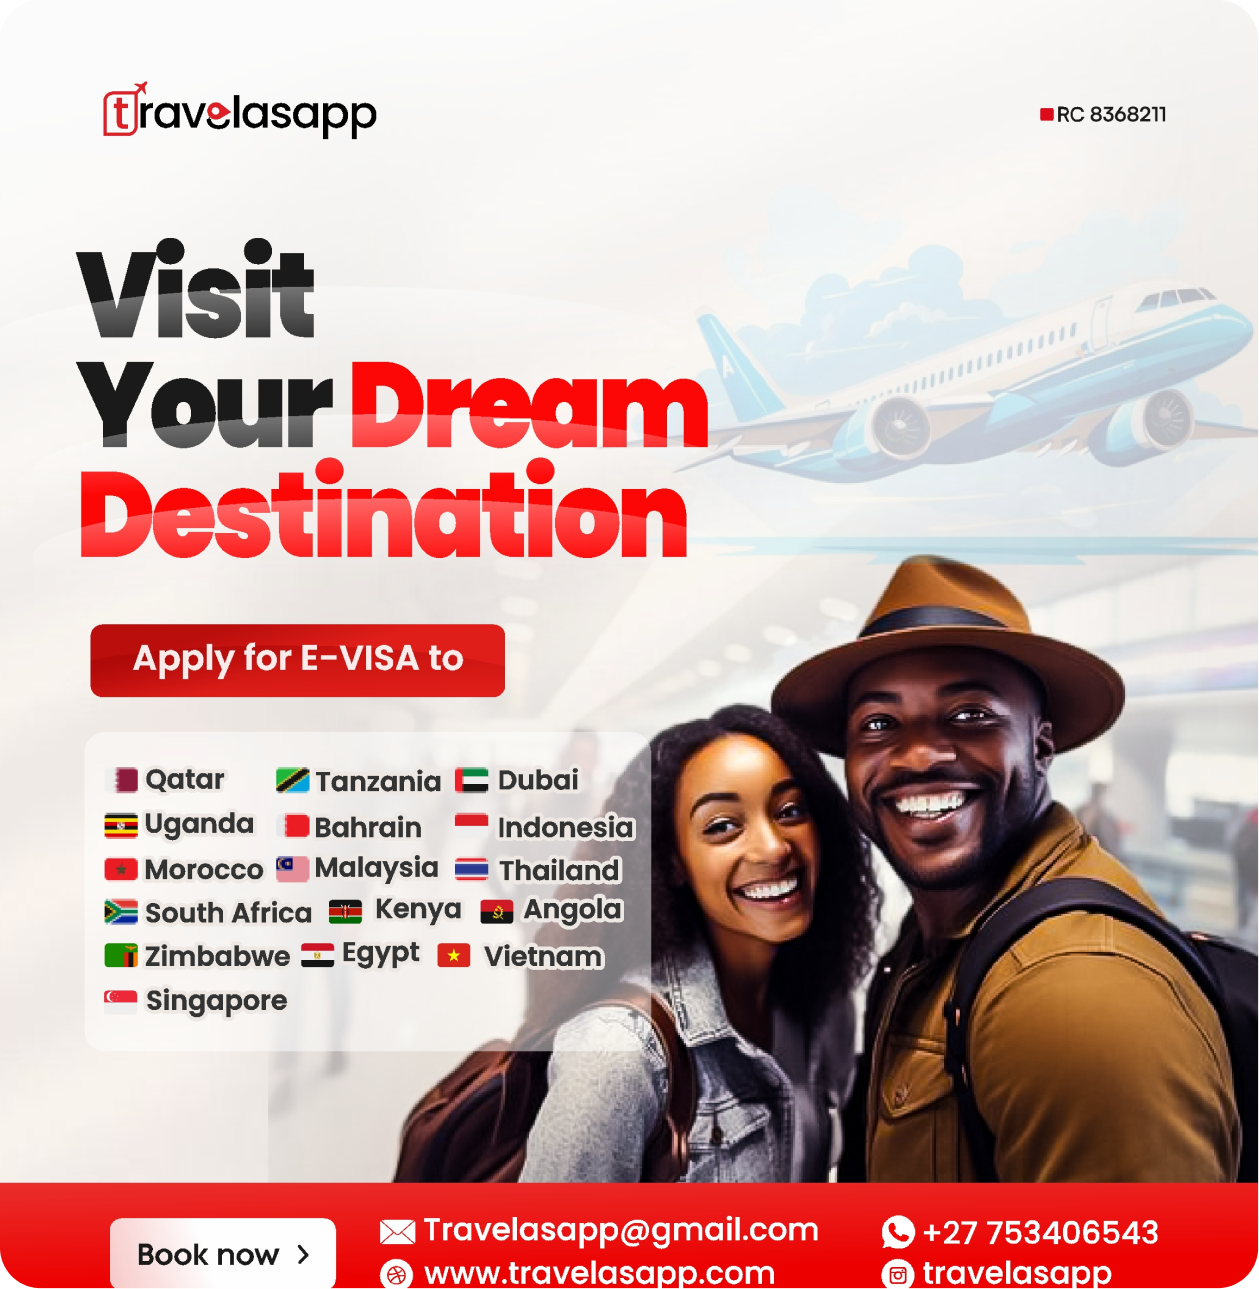 travelasapp
RC 8368211
Visit
Your Dream
Destination
Apply for E-VISA to
Qatar Tanzania Dubai
Uganda Bahrain Indonesia
Morocco Malaysia Thailand
South Africa Kenya Angola
Zimbabwe Egypt Vietnam
Singapore
Book now
Travelasapp@gmail.com
+27 753406543
www.travelasapp.com
travelasapp